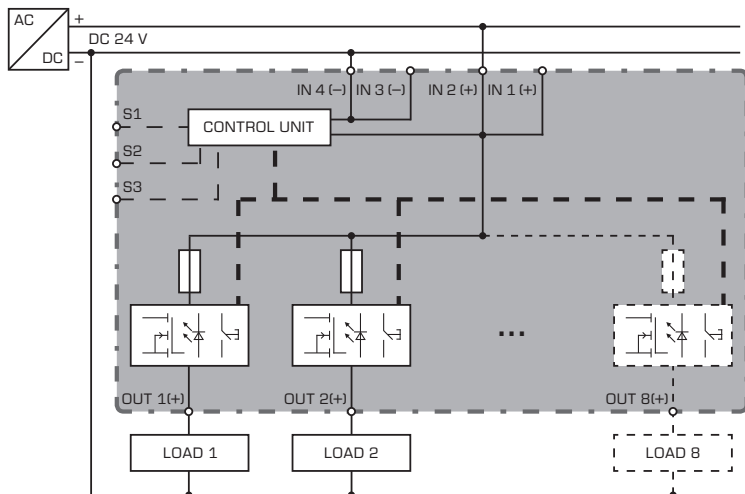 AC
+
DC 24 V
DC
−
IN 4 (−) IN 3 (−) IN 2 (+) IN 1 (+)
S1
CONTROL UNIT
S2
S3
...
OUT 1(+) OUT 2(+) OUT 8(+)
LOAD 1 LOAD 2 LOAD 8